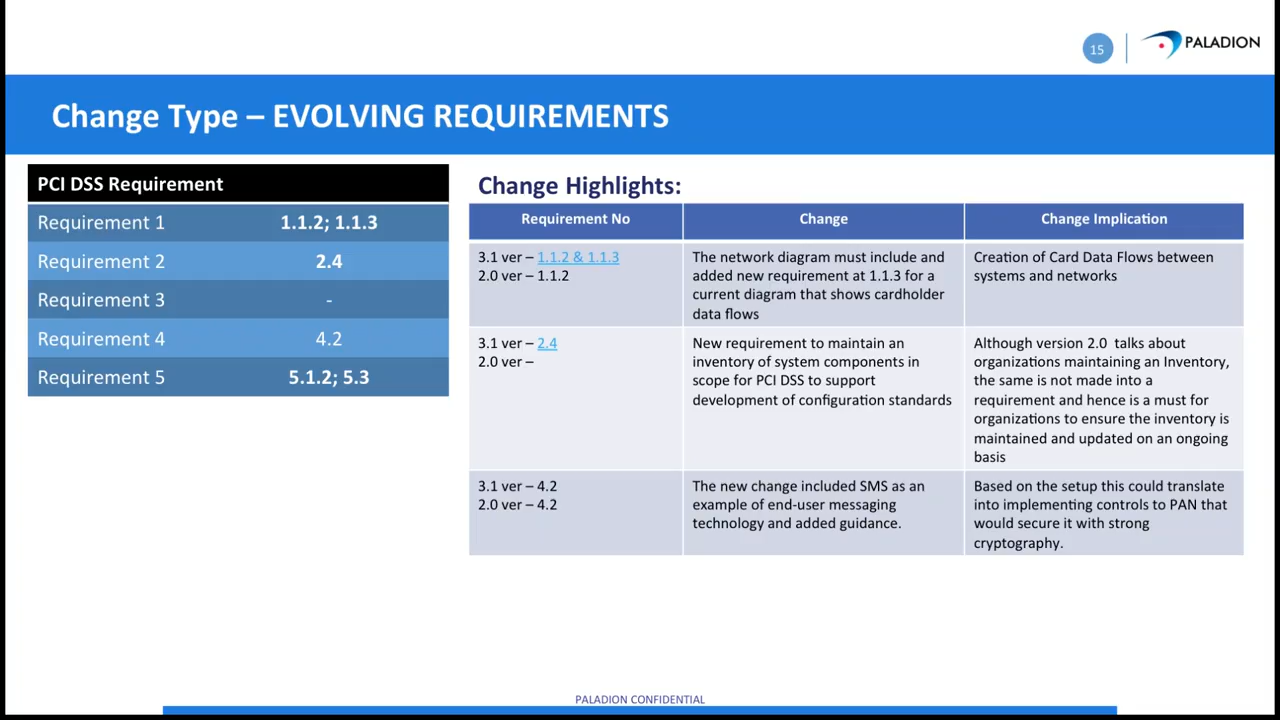 15
PALADION
Change Type – EVOLVING REQUIREMENTS
PCI DSS Requirement
Requirement 1 1.1.2; 1.1.3
Requirement 2 2.4
Requirement 3 -
Requirement 4 4.2
Requirement 5 5.1.2; 5.3
Change Highlights:
Requirement No Change Change Implication
3.1 ver – 1.1.2 & 1.1.3
2.0 ver – 1.1.2
The network diagram must include and
added new requirement at 1.1.3 for a
current diagram that shows cardholder
data flows
Creation of Card Data Flows between
systems and networks
3.1 ver – 2.4
2.0 ver –
New requirement to maintain an
inventory of system components in
scope for PCI DSS to support
development of configuration standards
Although version 2.0 talks about
organizations maintaining an Inventory,
the same is not made into a
requirement and hence is a must for
organizations to ensure the inventory is
maintained and updated on an ongoing
basis
3.1 ver – 4.2
2.0 ver – 4.2
The new change included SMS as an
example of end-user messaging
technology and added guidance.
Based on the setup this could translate
into implementing controls to PAN that
would secure it with strong
cryptography.
PALADION CONFIDENTIAL